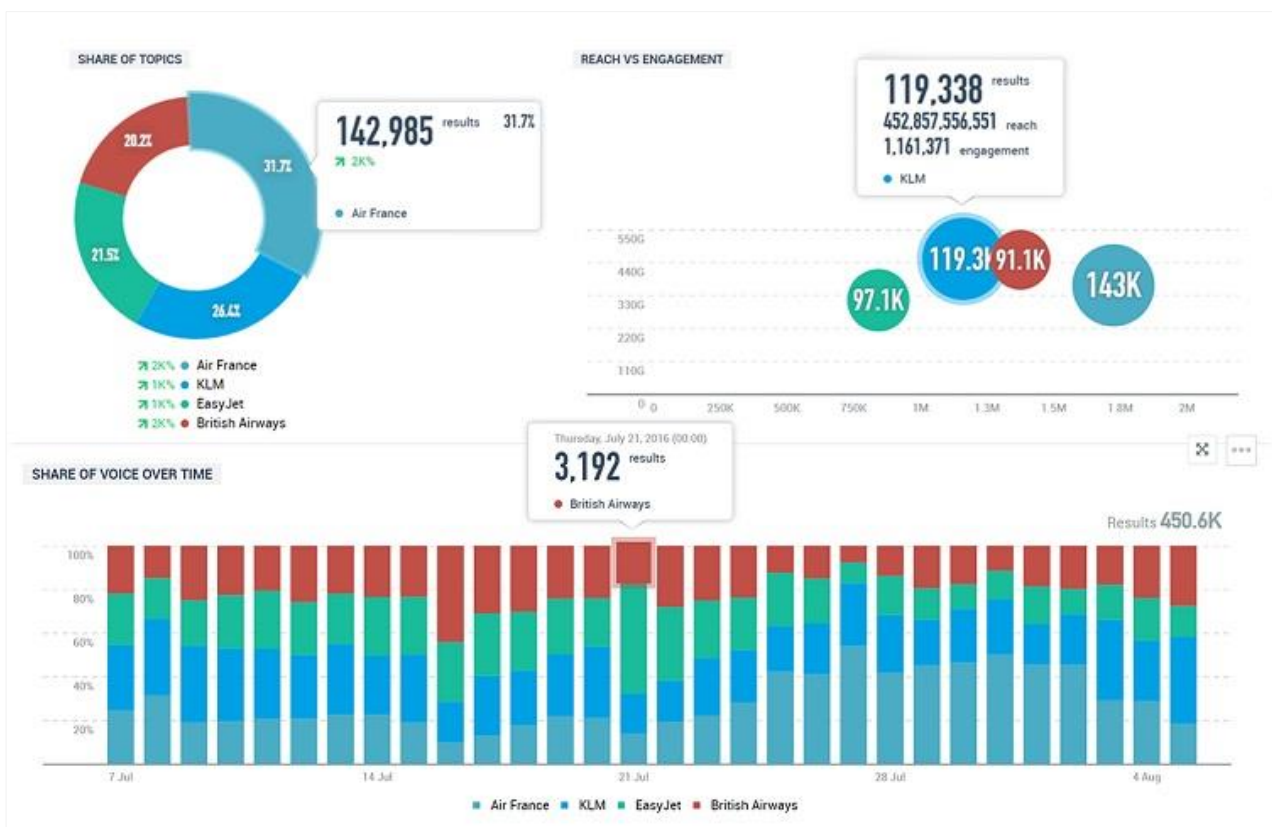 SHARE OF TOPICS
20.2%
31.7%
21.5%
26.4%
142,985 results 31.7%
2K%
Air France
2K% Air France
1K% KLM
1K% EasyJet
2K% British Airways
REACH VS ENGAGEMENT
119,338 results
452,857,556,551 reach
1,161,371 engagement
KLM
550G
440G
330G
220G
110G
0
97.1K
119.3K
91.1K
143K
0 250K 500K 750K 1M 1.3M 1.5M 1.8M 2M
SHARE OF VOICE OVER TIME
Thursday, July 21, 2016 (00:00)
3,192 results
British Airways
Results 450.6K
100%
80%
60%
40%
20%
7 Jul 14 Jul 21 Jul 28 Jul 4 Aug
Air France KLM EasyJet British Airways